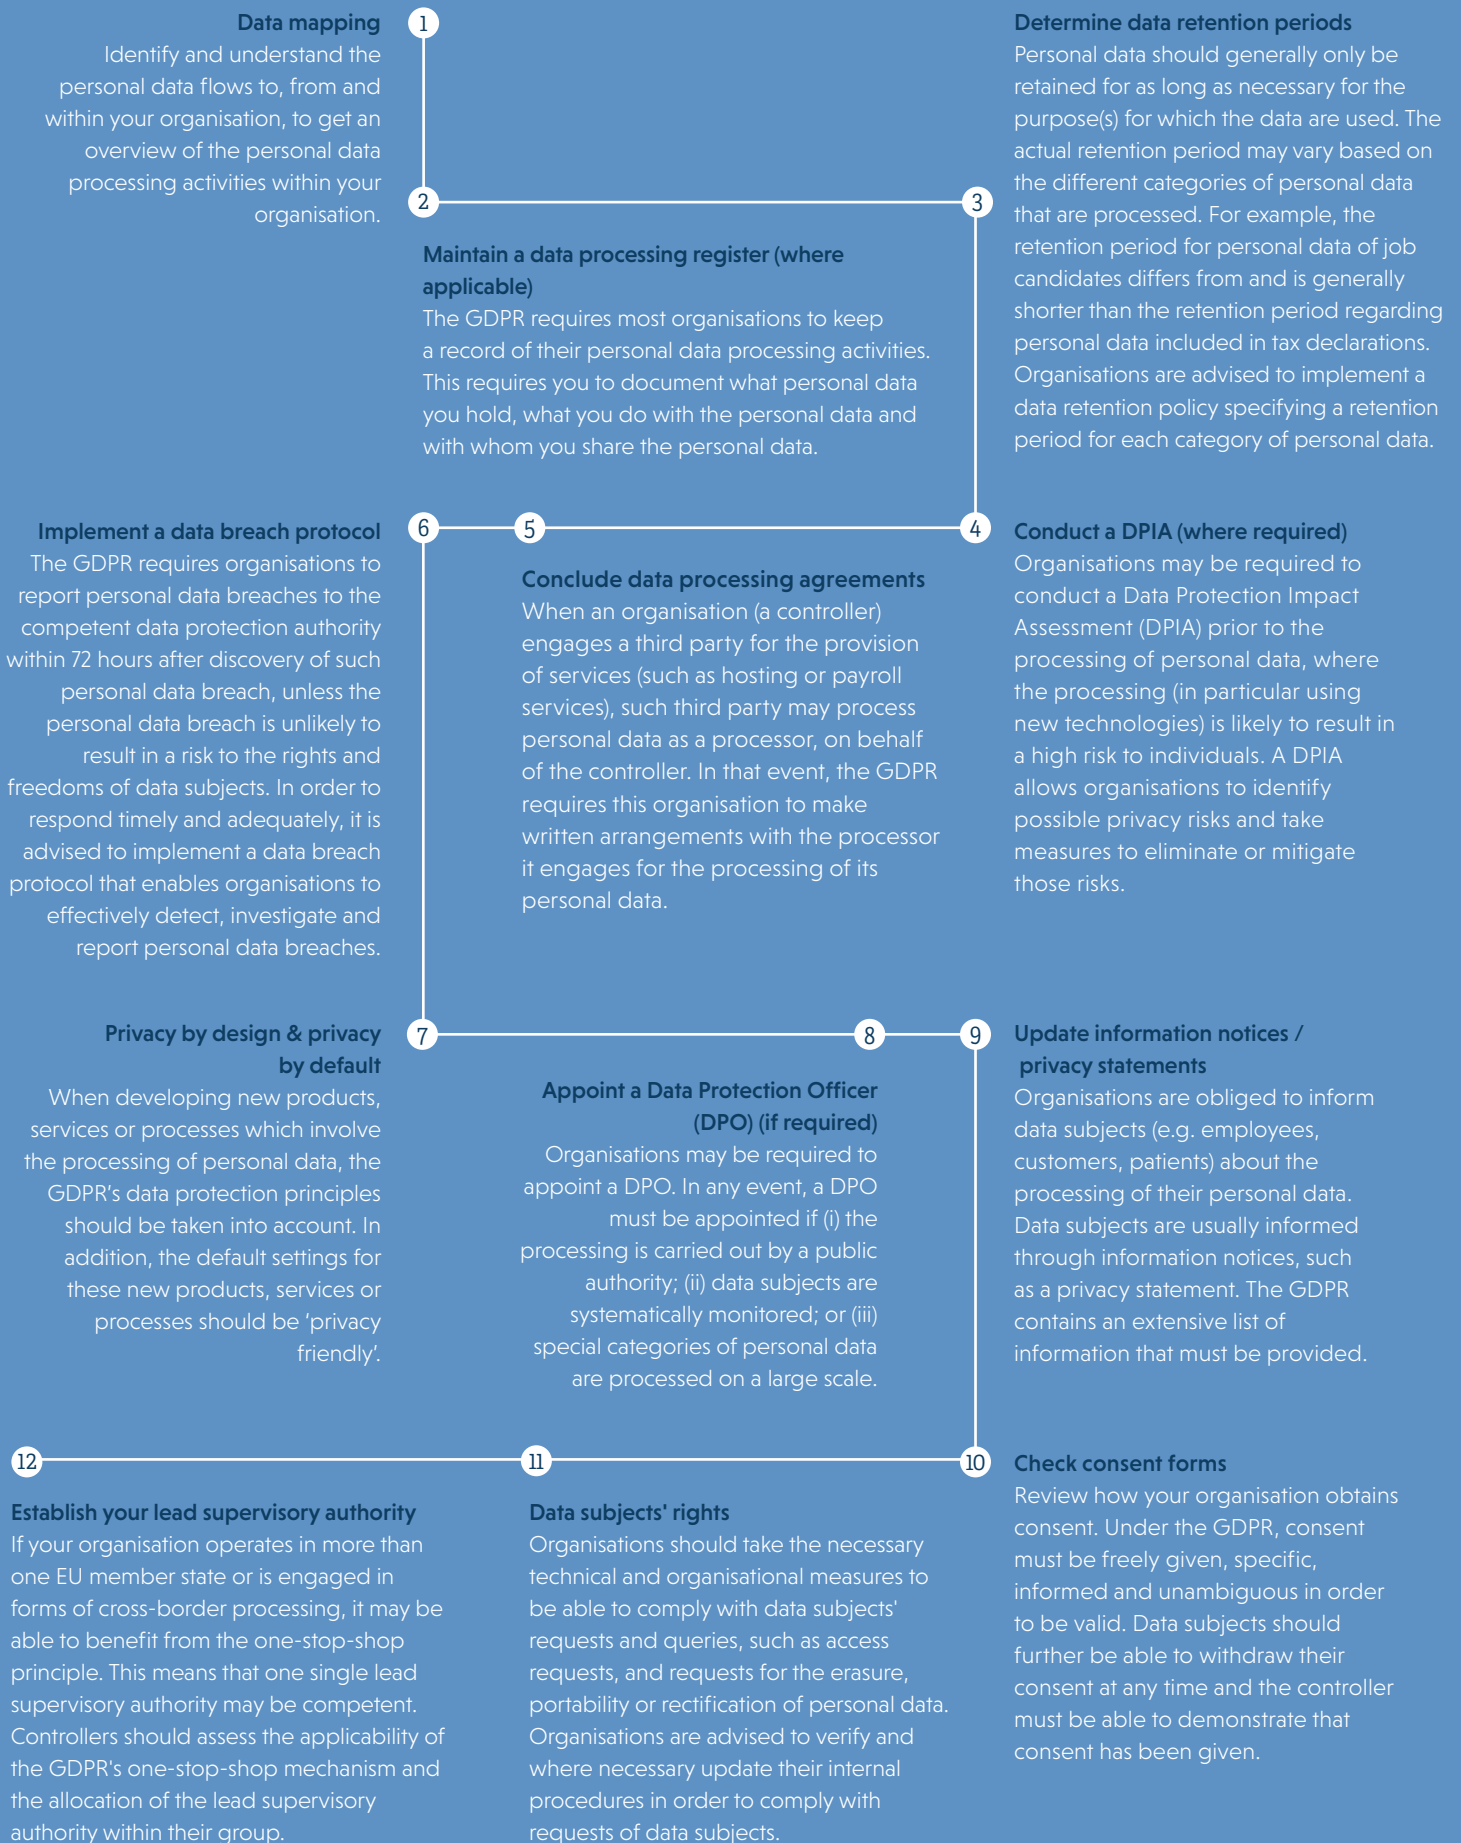 1
Data mapping
Identify and understand the
personal data flows to, from and
within your organisation, to get an
overview of the personal data
processing activities within your
organisation.
2
Maintain a data processing register (where
applicable)
The GDPR requires most organisations to keep
a record of their personal data processing activities.
This requires you to document what personal data
you hold, what you do with the personal data and
with whom you share the personal data.
3
Determine data retention periods
Personal data should generally only be
retained for as long as necessary for the
purpose(s) for which the data are used. The
actual retention period may vary based on
the different categories of personal data
that are processed. For example, the
retention period for personal data of job
candidates differs from and is generally
shorter than the retention period regarding
personal data included in tax declarations.
Organisations are advised to implement a
data retention policy specifying a retention
period for each category of personal data.
4
Conduct a DPIA (where required)
Organisations may be required to
conduct a Data Protection Impact
Assessment (DPIA) prior to the
processing of personal data, where
the processing (in particular using
new technologies) is likely to result in
a high risk to individuals. A DPIA
allows organisations to identify
possible privacy risks and take
measures to eliminate or mitigate
those risks.
5
Conclude data processing agreements
When an organisation (a controller)
engages a third party for the provision
of services (such as hosting or payroll
services), such third party may process
personal data as a processor, on behalf
of the controller. In that event, the GDPR
requires this organisation to make
written arrangements with the processor
it engages for the processing of its
personal data.
6
Implement a data breach protocol
The GDPR requires organisations to
report personal data breaches to the
competent data protection authority
within 72 hours after discovery of such
personal data breach, unless the
personal data breach is unlikely to
result in a risk to the rights and
freedoms of data subjects. In order to
respond timely and adequately, it is
advised to implement a data breach
protocol that enables organisations to
effectively detect, investigate and
report personal data breaches.
7
Privacy by design & privacy
by default
When developing new products,
services or processes which involve
the processing of personal data, the
GDPR's data protection principles
should be taken into account. In
addition, the default settings for
these new products, services or
processes should be 'privacy
friendly'.
8
Appoint a Data Protection Officer
(DPO) (if required)
Organisations may be required to
appoint a DPO. In any event, a DPO
must be appointed if (i) the
processing is carried out by a public
authority; (ii) data subjects are
systematically monitored; or (iii)
special categories of personal data
are processed on a large scale.
9
Update information notices /
privacy statements
Organisations are obliged to inform
data subjects (e.g. employees,
customers, patients) about the
processing of their personal data.
Data subjects are usually informed
through information notices, such
as a privacy statement. The GDPR
contains an extensive list of
information that must be provided.
10
Check consent forms
Review how your organisation obtains
consent. Under the GDPR, consent
must be freely given, specific,
informed and unambiguous in order
to be valid. Data subjects should
further be able to withdraw their
consent at any time and the controller
must be able to demonstrate that
consent has been given.
11
Data subjects' rights
Organisations should take the necessary
technical and organisational measures to
be able to comply with data subjects'
requests and queries, such as access
requests, and requests for the erasure,
portability or rectification of personal data.
Organisations are advised to verify and
where necessary update their internal
procedures in order to comply with
requests of data subjects.
12
Establish your lead supervisory authority
If your organisation operates in more than
one EU member state or is engaged in
forms of cross-border processing, it may be
able to benefit from the one-stop-shop
principle. This means that one single lead
supervisory authority may be competent.
Controllers should assess the applicability of
the GDPR's one-stop-shop mechanism and
the allocation of the lead supervisory
authority within their group.